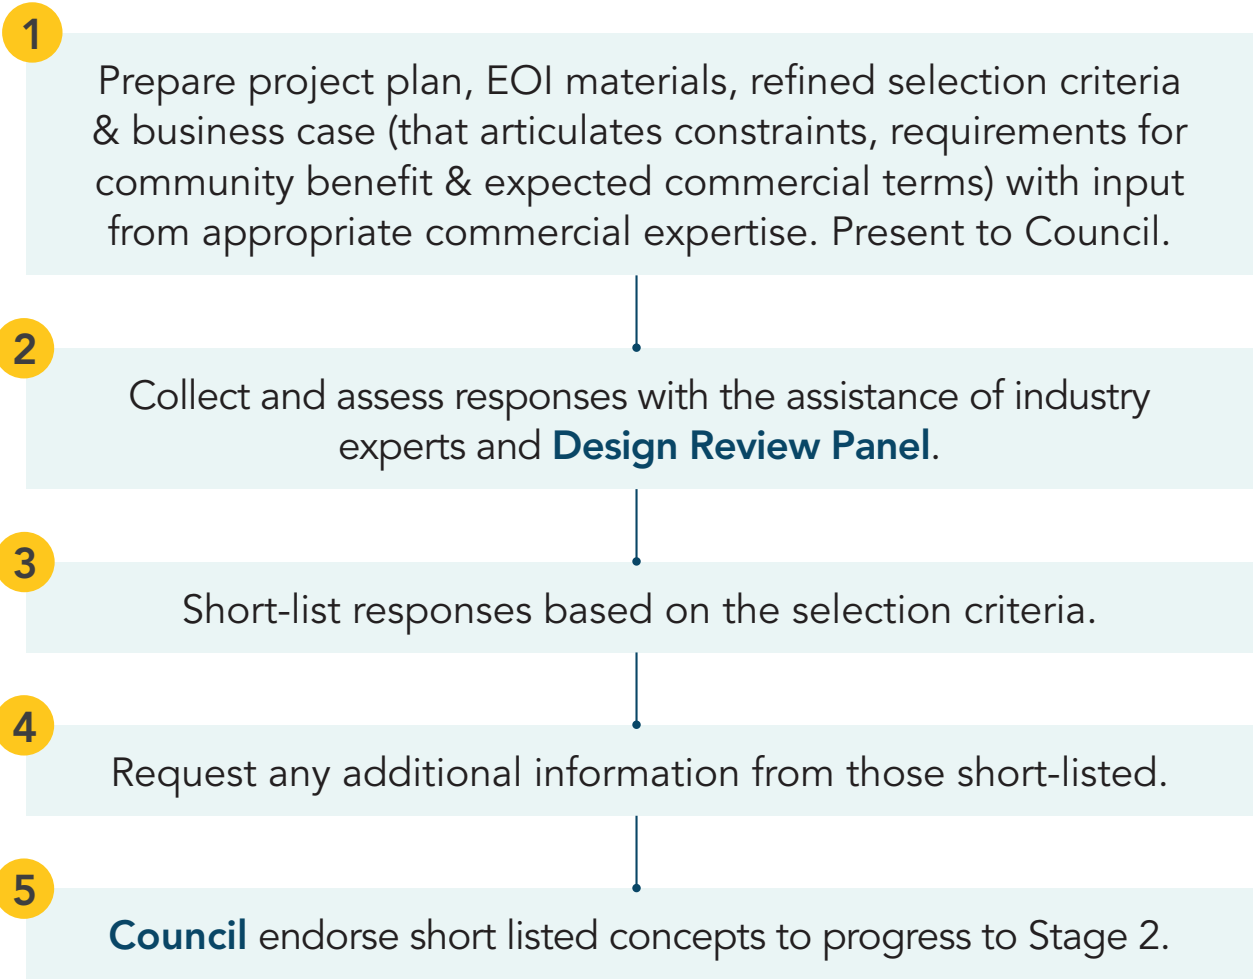 1
Prepare project plan, EOI materials, refined selection criteria
& business case (that articulates constraints, requirements for
community benefit & expected commercial terms) with input
from appropriate commercial expertise. Present to Council.
2
Collect and assess responses with the assistance of industry
experts and Design Review Panel.
3
Short-list responses based on the selection criteria.
4
Request any additional information from those short-listed.
5
Council endorse short listed concepts to progress to Stage 2.